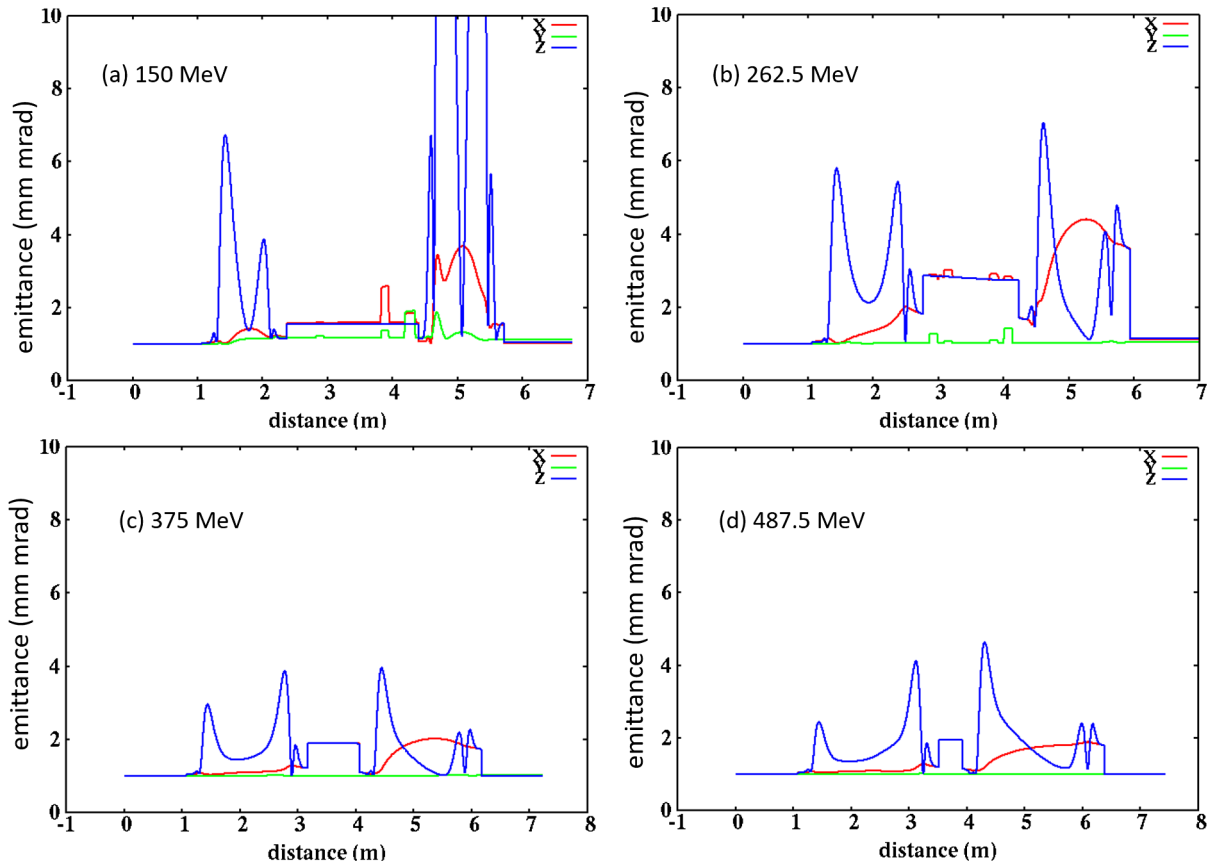 10
X
Y
Z
(a) 150 MeV
8
6
4
2
0
emittance (mm mrad)
-1 0 1 2 3 4 5 6 7
distance (m)
10
X
Y
Z
(b) 262.5 MeV
8
6
4
2
0
emittance (mm mrad)
-1 0 1 2 3 4 5 6 7
distance (m)
10
X
Y
Z
(c) 375 MeV
8
6
4
2
0
emittance (mm mrad)
-1 0 1 2 3 4 5 6 7 8
distance (m)
10
X
Y
Z
(d) 487.5 MeV
8
6
4
2
0
emittance (mm mrad)
-1 0 1 2 3 4 5 6 7 8
distance (m)